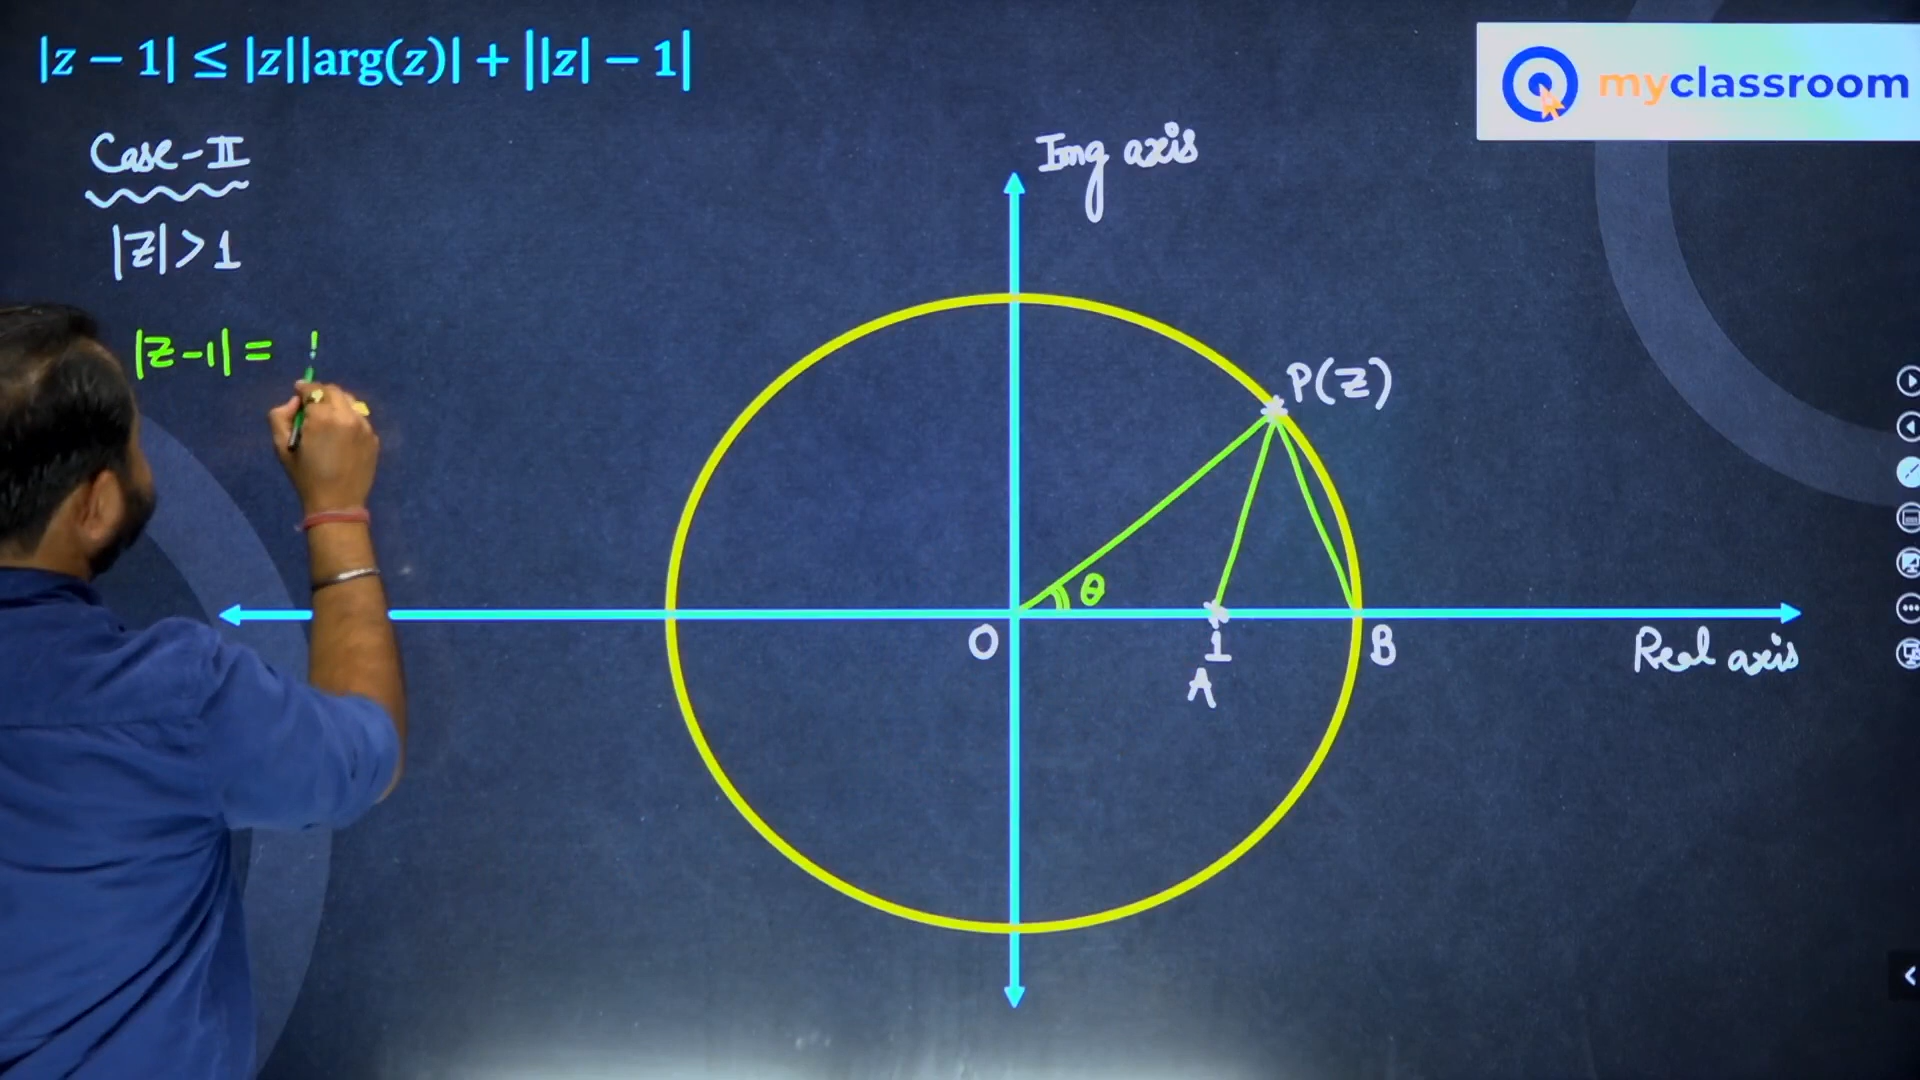 |z − 1| ≤ |z||arg(z)| + ||z| − 1|
myclassroom
Case-II
|z| > 1
|z-1| =
Img axis
P(z)
θ
O
1
A
B
Real axis